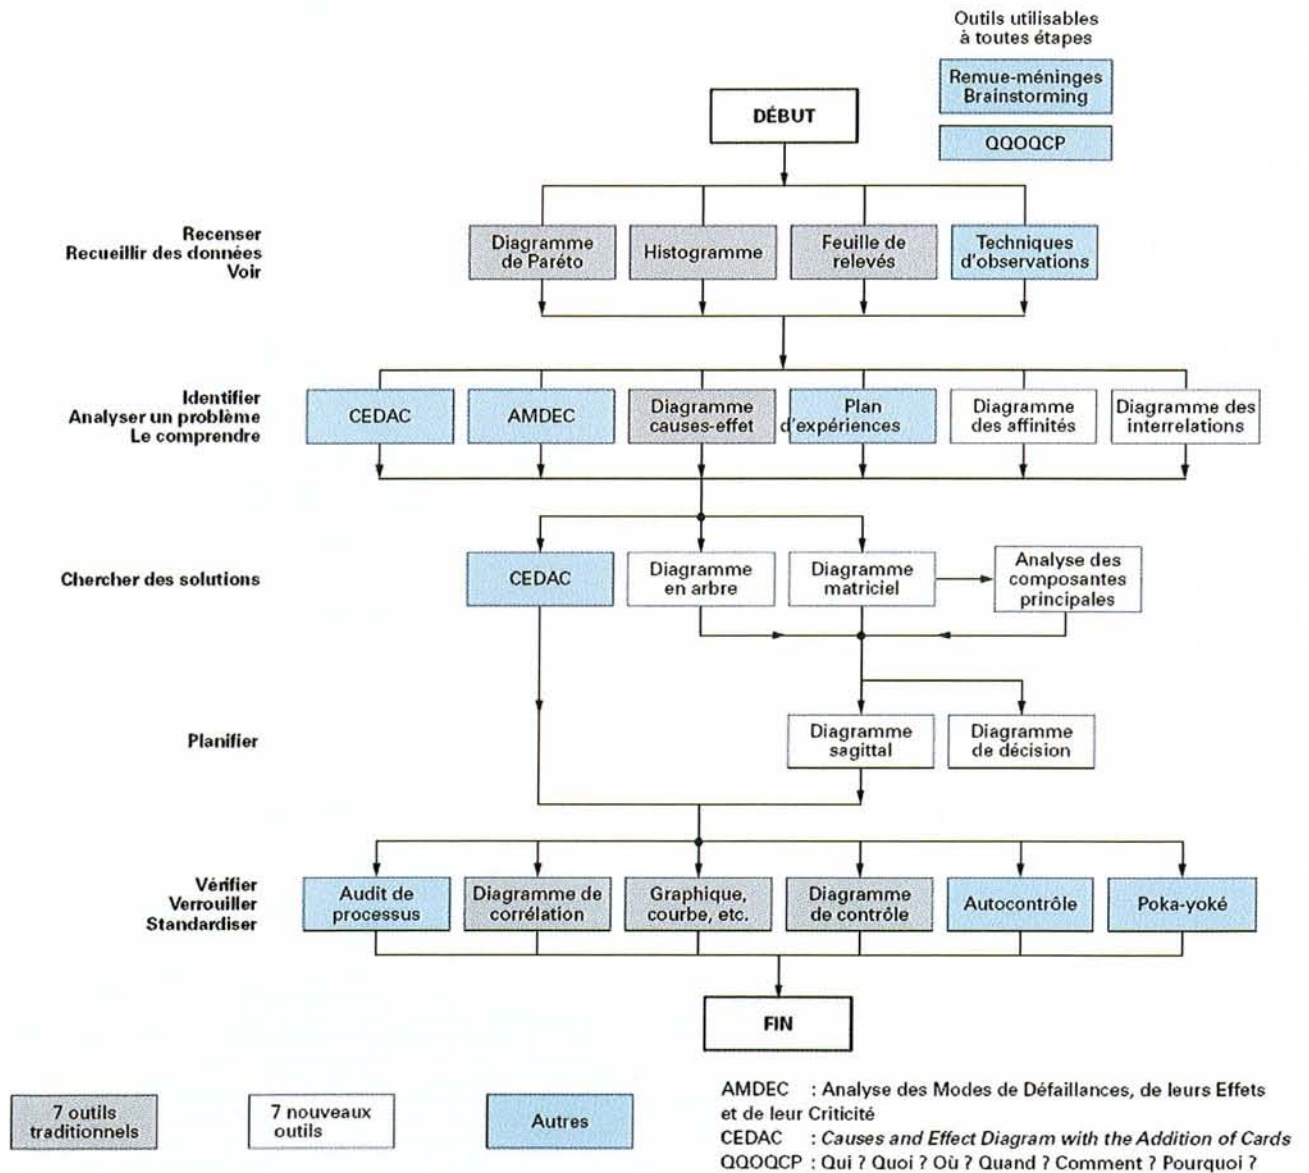 Outils utilisables
à toutes étapes
Remue-méninges
Brainstorming
QQOQCP
DÉBUT
Recenser
Recueillir des données
Voir
Diagramme
de Paréto
Histogramme
Feuille de
relevés
Techniques
d'observations
Identifier
Analyser un problème
Le comprendre
CEDAC
AMDEC
Diagramme
causes-effet
Plan
d'expériences
Diagramme
des affinités
Diagramme des
interrelations
Chercher des solutions
CEDAC
Diagramme
en arbre
Diagramme
matriciel
Analyse des
composantes
principales
Planifier
Diagramme
sagittal
Diagramme
de décision
Vérifier
Verrouiller
Standardiser
Audit de
processus
Diagramme de
corrélation
Graphique,
courbe, etc.
Diagramme
de contrôle
Autocontrôle
Poka-yoké
FIN
7 outils
traditionnels
7 nouveaux
outils
Autres
AMDEC : Analyse des Modes de Défaillances, de leurs Effets
et de leur Criticité
CEDAC : Causes and Effect Diagram with the Addition of Cards
QQOQCP : Qui ? Quoi ? Où ? Quand ? Comment ? Pourquoi ?